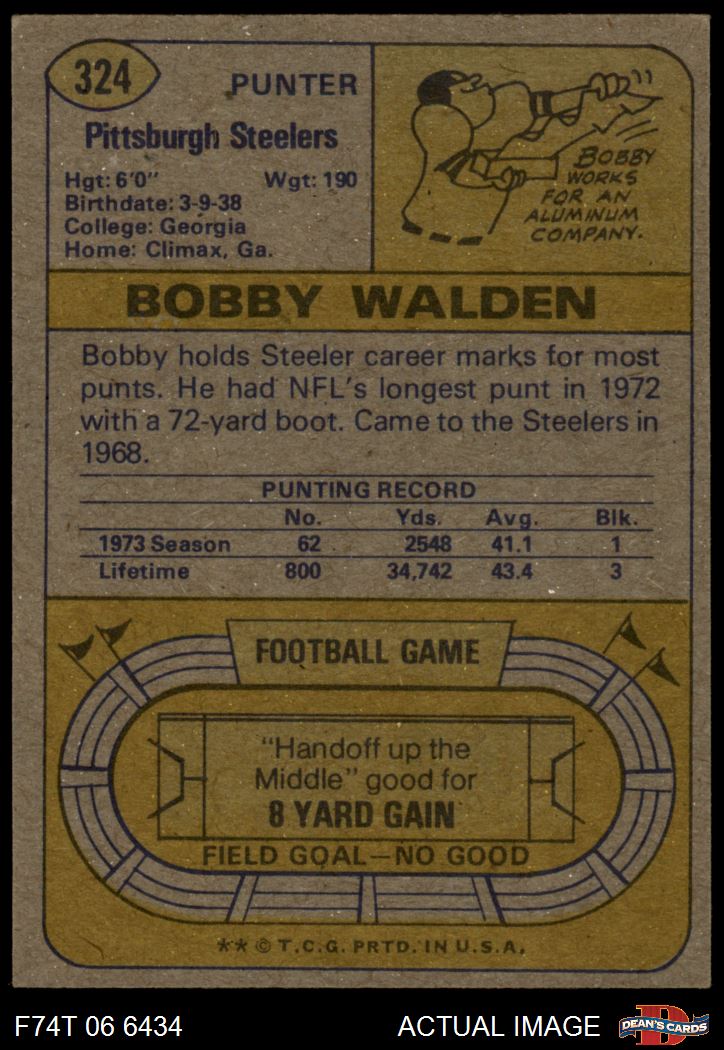 324
PUNTER
Pittsburgh Steelers
Hgt: 6'0" Wgt: 190
Birthdate: 3-9-38
College: Georgia
Home: Climax, Ga.
BOBBY
WORKS
FOR AN
ALUMINUM
COMPANY.
BOBBY WALDEN
Bobby holds Steeler career marks for most
punts. He had NFL's longest punt in 1972
with a 72-yard boot. Came to the Steelers in
1968.
PUNTING RECORD
No. Yds. Avg. Blk.
1973 Season 62 2548 41.1 1
Lifetime 800 34,742 43.4 3
FOOTBALL GAME
"Handoff up the
Middle" good for
8 YARD GAIN
FIELD GOAL—NO GOOD
** © T.C.G. PRTD. IN U.S.A.
F74T 06 6434 ACTUAL IMAGE
D
DEAN'S CARDS